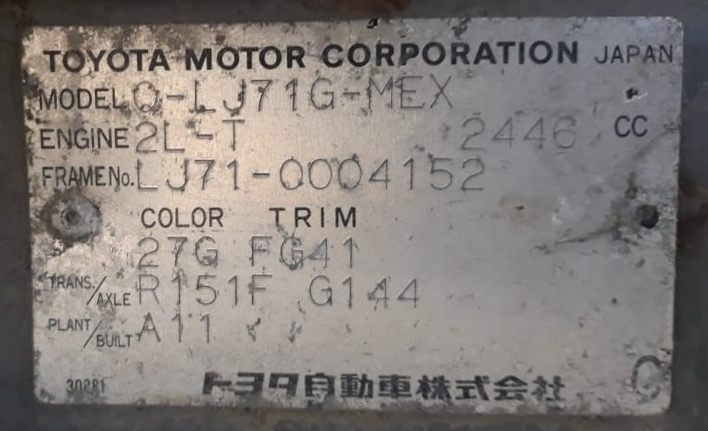 TOYOTA MOTOR CORPORATION JAPAN
MODEL Q-LJ71G-MEX
ENGINE 2L-T 2446 CC
FRAME No. LJ71-0004152
COLOR TRIM
27G FG41
TRANS./AXLE R151F G144
PLANT/BUILT A11
30281
トヨタ自動車株式会社 C